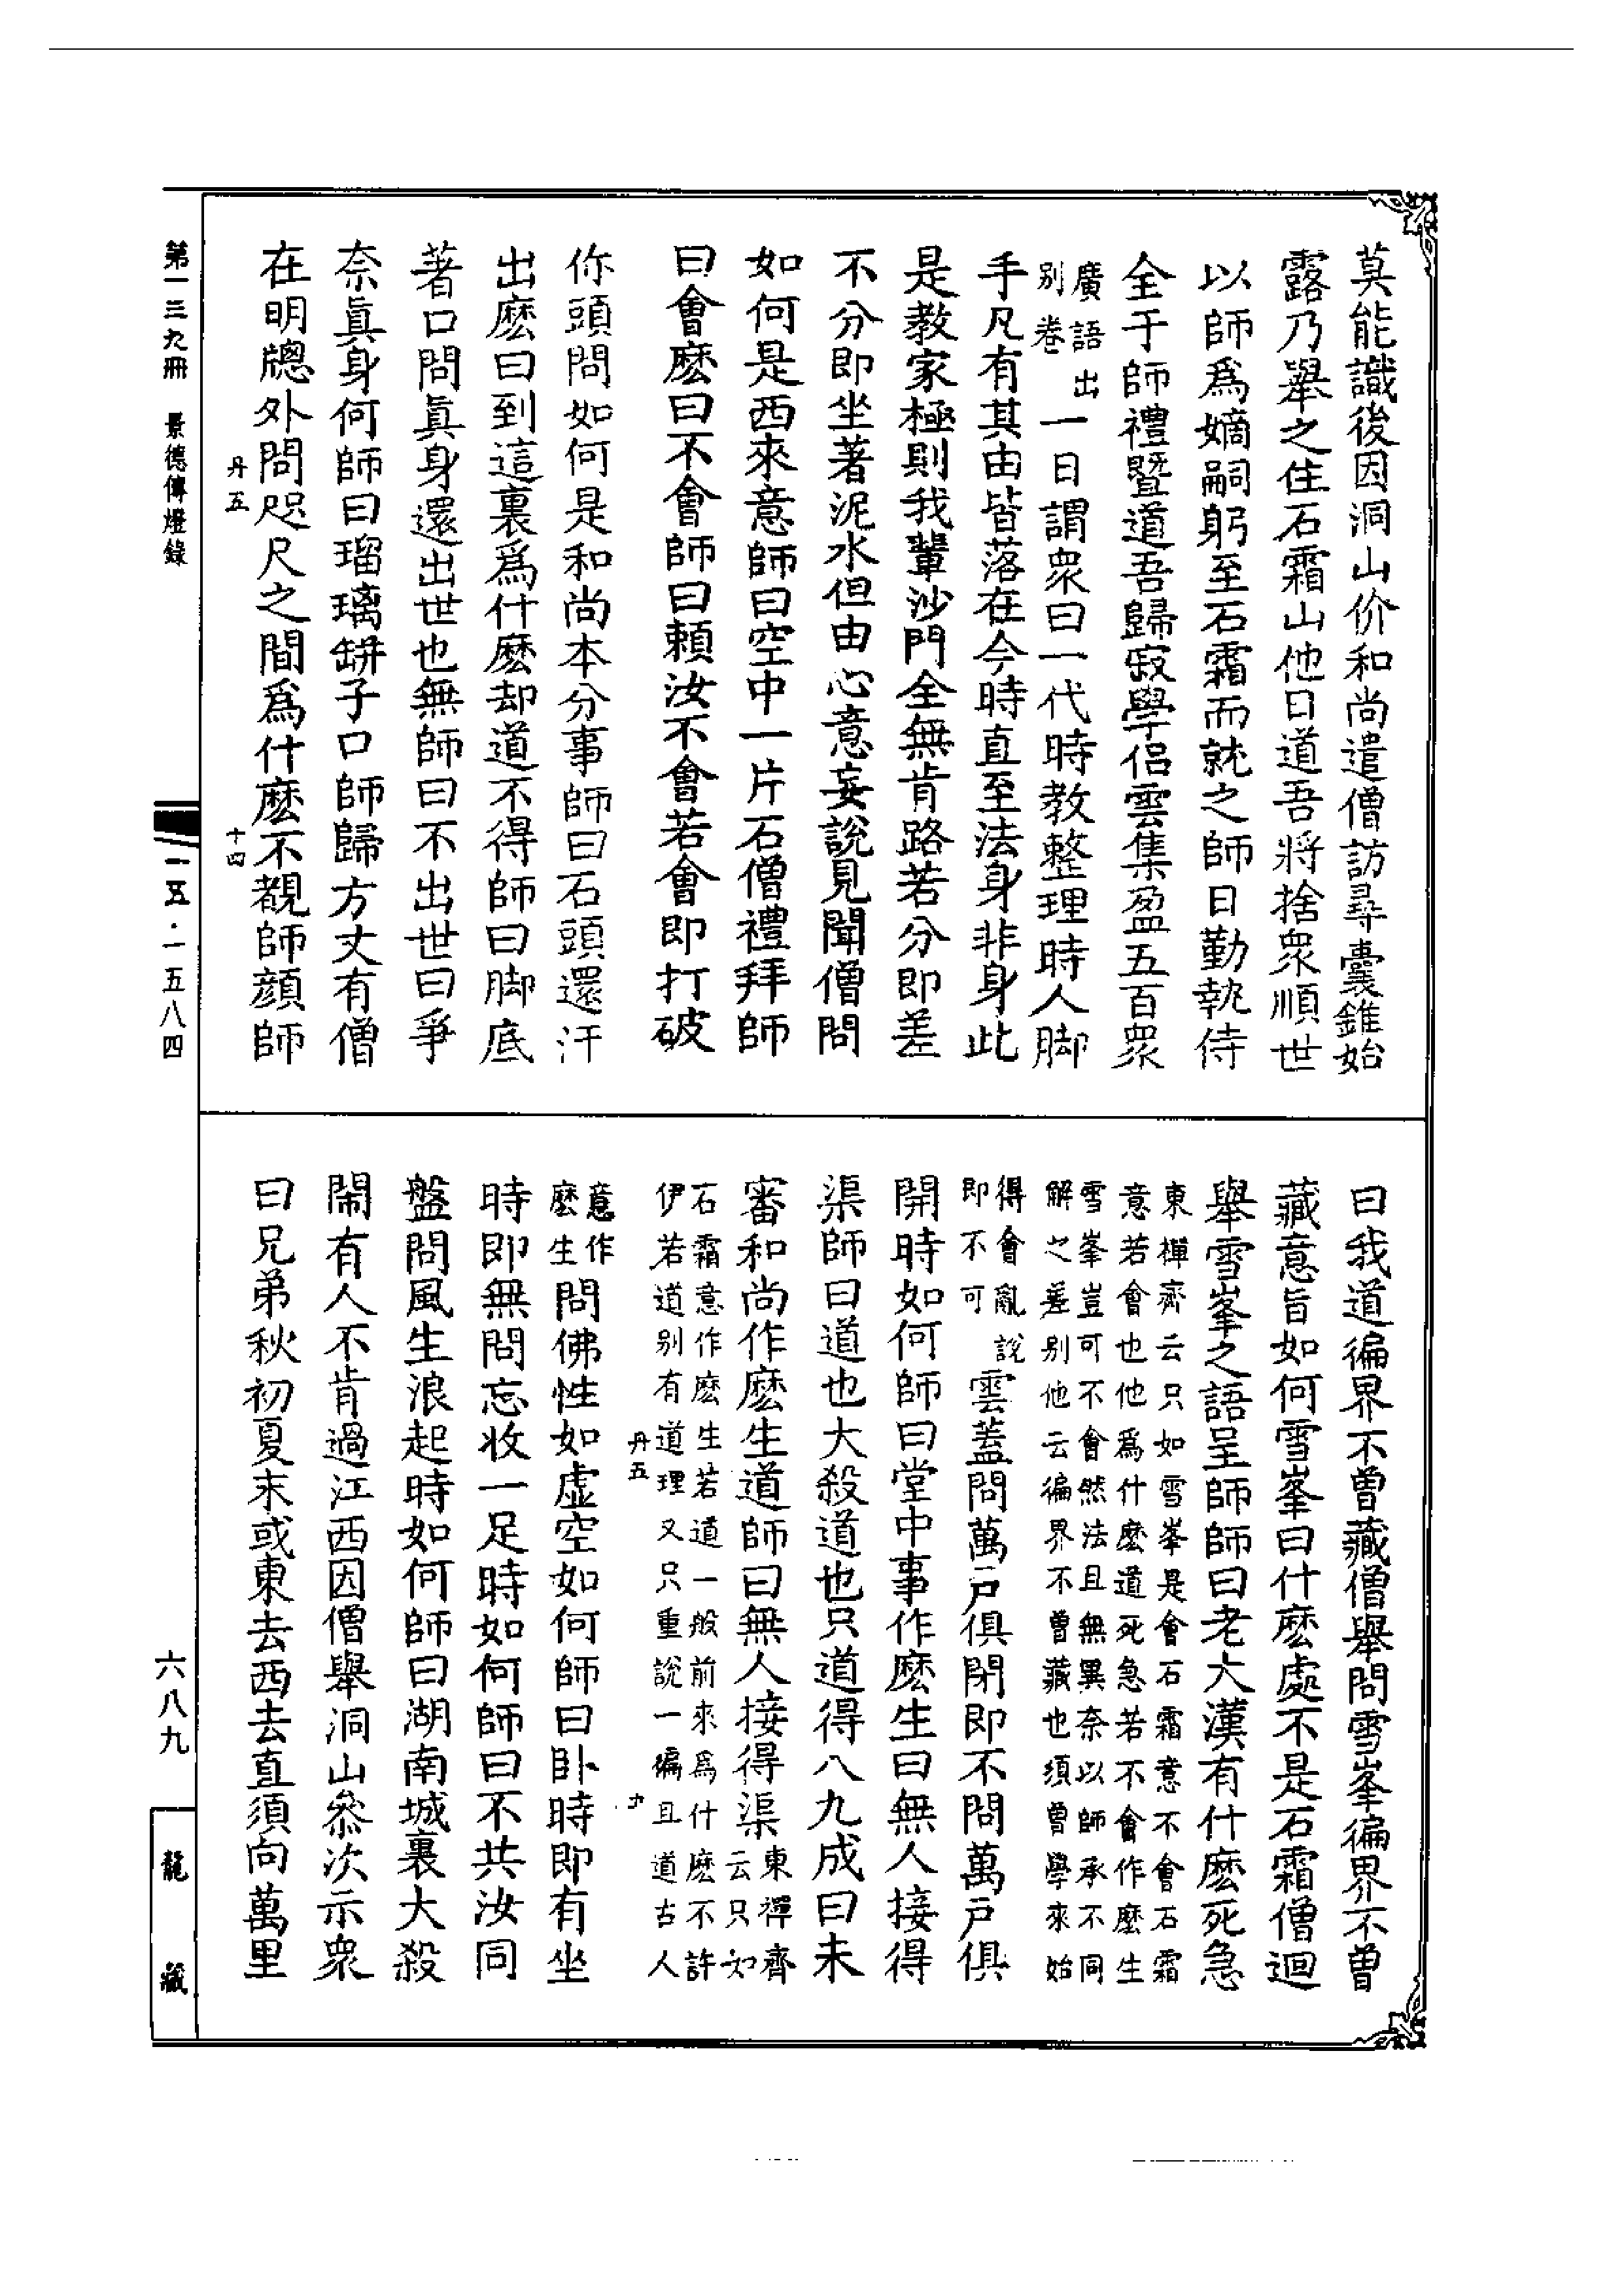 莫能識後因洞山价和尚遣僧訪尋囊錐始
露乃舉之住石霜山他日道吾將捨衆順世
以師爲嫡嗣躬至石霜而就之師日勤執侍
全于師禮暨道吾歸寂學侶雲集盈五百衆
廣語出
别卷
一日謂衆曰一代時教整理時人脚
手凡有其由皆落在今時直至法身非身此
是教家極則我輩沙門全無肯路若分即差
不分即坐著泥水但由心意妄說見聞僧問
如何是西來意師曰空中一片石僧禮拜師
曰會麽曰不會師曰賴汝不會若會即打破
你頭問如何是和尚本分事師曰石頭還汗
出麽曰到這裏爲什麽却道不得師曰脚底
著口問眞身還出世也無師曰不出世曰爭
奈眞身何師曰瑠璃缾子口師歸方丈有僧
在明牕外問咫尺之間爲什麽不覩師顔師
丹五
十四
曰我道徧界不曾藏僧舉問雪峯徧界不曾
藏意旨如何雪峯曰什麽處不是石霜僧迴
舉雪峯之語呈師師曰老大漢有什麽死急
東禪齊云只如雪峯是會石霜意不會石霜
意若會也他爲什麽道死急若不會作麽生
雪峯豈可不會然法且無異奈以師承不同
解之差别他云徧界不曾藏也須曾學來始
得會亂說
即不可
雲蓋問萬戸俱閉即不問萬戸俱
開時如何師曰堂中事作麽生曰無人接得
渠師曰道也大殺道也只道得八九成曰未
審和尚作麽生道師曰無人接得渠
東禪齊
云只如
石霜意作麽生若道一般前來爲什麽不許
伊若道别有道理又只重說一徧且道古人
丹五
意作
麽生
問佛性如虚空如何師曰卧時即有坐
時即無問忘收一足時如何師曰不共汝同
盤問風生浪起時如何師曰湖南城裏大殺
閙有人不肯過江西因僧舉洞山叅次示衆
曰兄弟秋初夏末或東去西去直須向萬里
第一三九冊 景德傳燈錄
一五·一五八四
六八九
龍藏